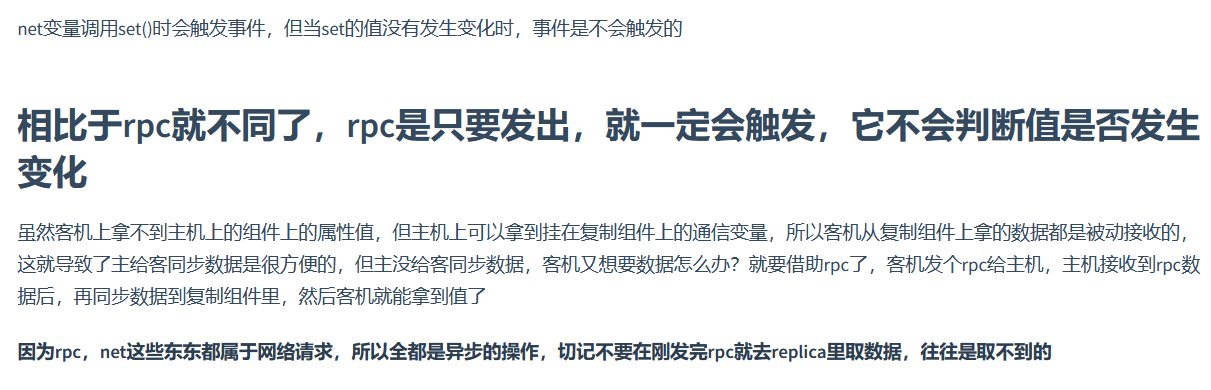 net变量调用set()时会触发事件，但当set的值没有发生变化时，事件是不会触发的
相比于rpc就不同了，rpc是只要发出，就一定会触发，它不会判断值是否发生
变化
虽然客机上拿不到主机上的组件上的属性值，但主机上可以拿到挂在复制组件上的通信变量，所以客机从复制组件上拿的数据都是被动接收的，
这就导致了主给客同步数据是很方便的，但主没给客同步数据，客机又想要数据怎么办？就要借助rpc了，客机发个rpc给主机，主机接收到rpc数
据后，再同步数据到复制组件里，然后客机就能拿到值了
因为rpc，net这些东东都属于网络请求，所以全都是异步的操作，切记不要在刚发完rpc就去replica里取数据，往往是取不到的